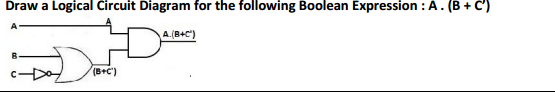 Draw a Logical Circuit Diagram for the following Boolean Expression : A . (B + C’)
A
A
A.(B+C')
B
C
(B+C')